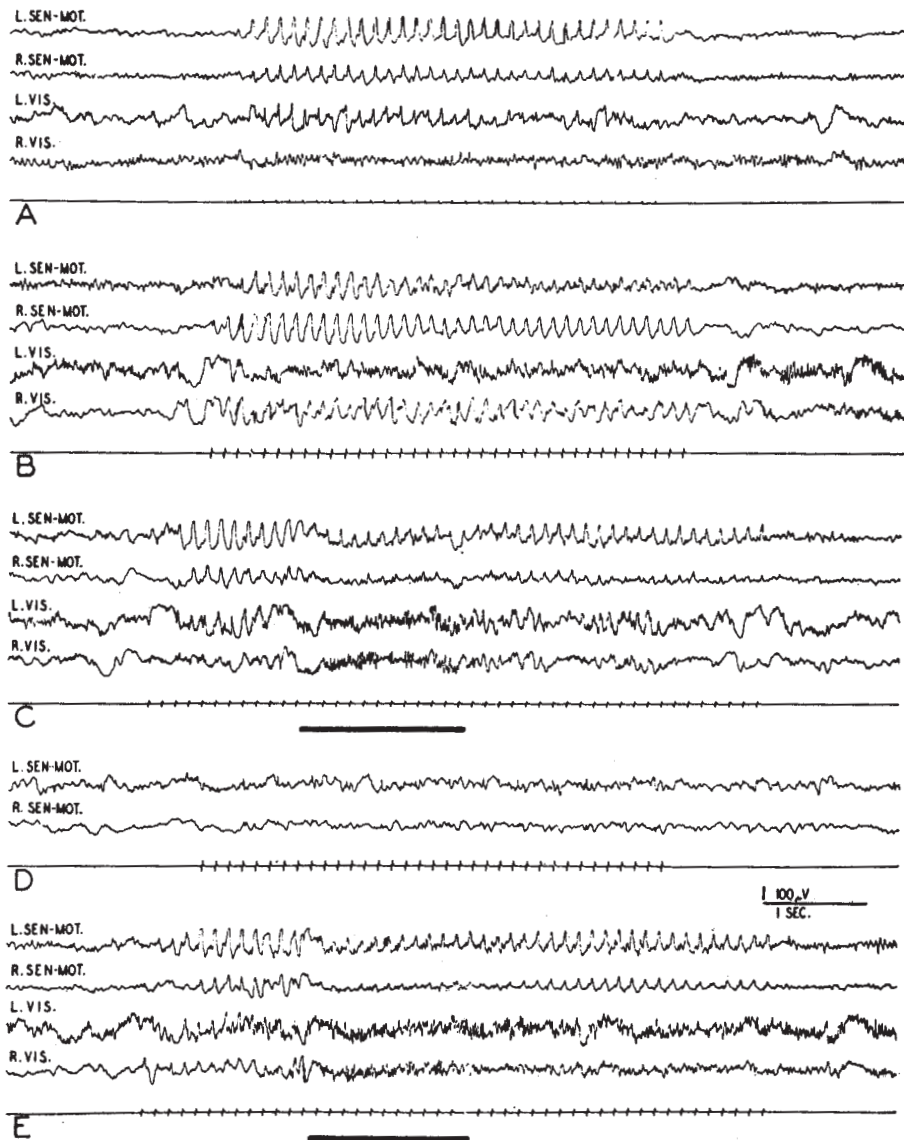 L. SEN-MOT.
R. SEN-MOT.
L. VIS.
R. VIS.
A
L. SEN-MOT.
R. SEN-MOT.
L. VIS.
R. VIS.
B
L. SEN-MOT.
R. SEN-MOT.
L. VIS.
R. VIS.
C
L. SEN-MOT.
R. SEN-MOT.
D
100 μV
1 SEC.
L. SEN-MOT.
R. SEN-MOT.
L. VIS.
R. VIS.
E